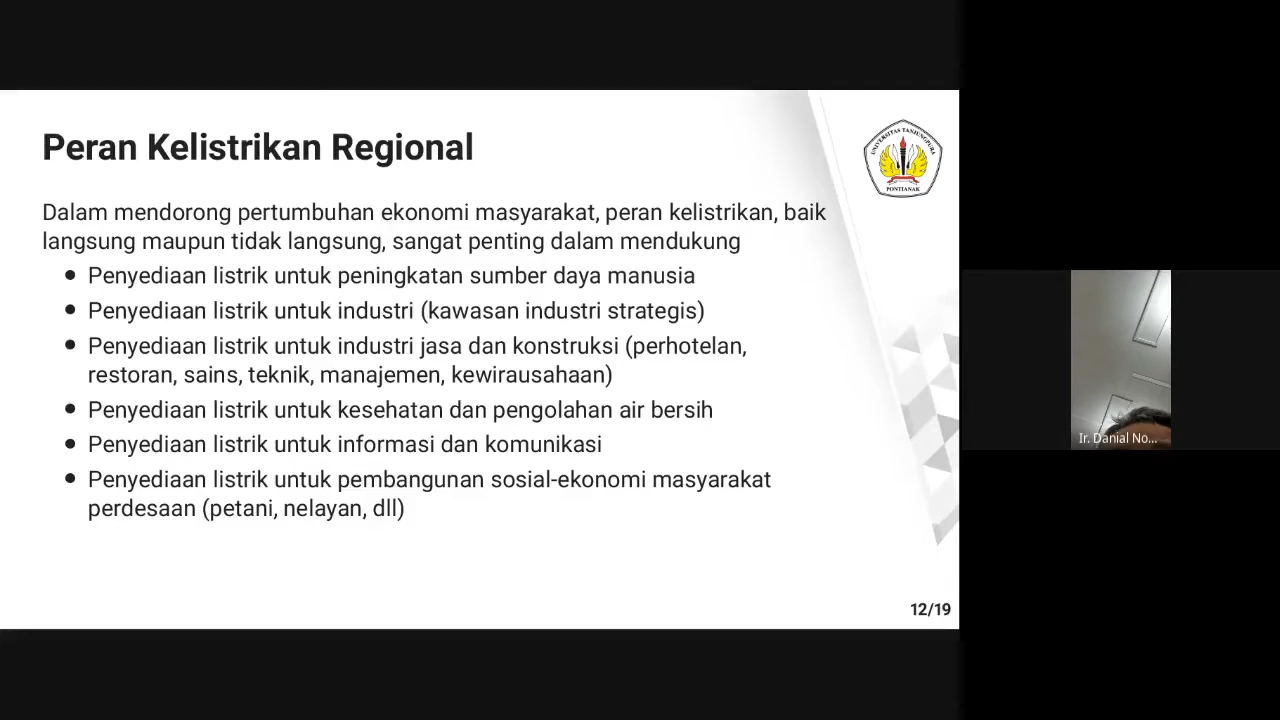 Peran Kelistrikan Regional
UNIVERSITAS TANJUNGPURA
PONTIANAK
Dalam mendorong pertumbuhan ekonomi masyarakat, peran kelistrikan, baik
langsung maupun tidak langsung, sangat penting dalam mendukung
● Penyediaan listrik untuk peningkatan sumber daya manusia
● Penyediaan listrik untuk industri (kawasan industri strategis)
● Penyediaan listrik untuk industri jasa dan konstruksi (perhotelan,
restoran, sains, teknik, manajemen, kewirausahaan)
● Penyediaan listrik untuk kesehatan dan pengolahan air bersih
● Penyediaan listrik untuk informasi dan komunikasi
● Penyediaan listrik untuk pembangunan sosial-ekonomi masyarakat
perdesaan (petani, nelayan, dll)
Ir. Danial No...
12/19